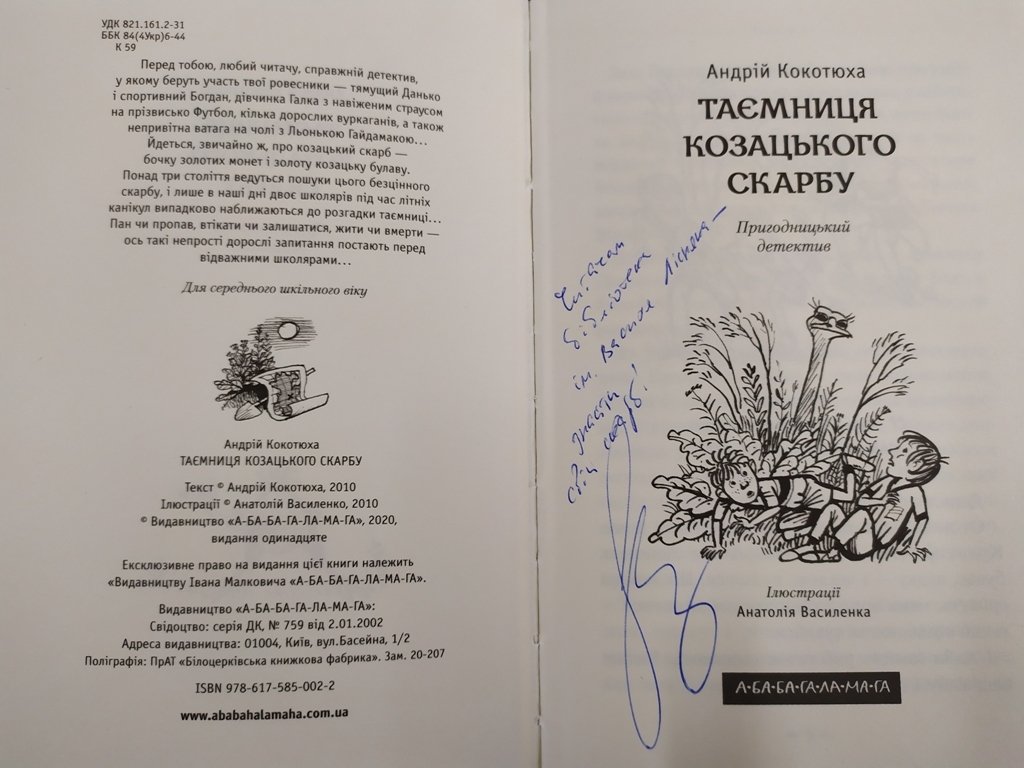 УДК 821.161.2-31
ББК 84(4Укр)6-44
К 59
Перед тобою, любий читачу, справжній детектив,
у якому беруть участь твої ровесники — тямущий Данько
і спортивний Богдан, дівчинка Галка з навіженим страусом
на прізвисько Футбол, кілька дорослих вуркаганів, а також
непривітна ватага на чолі з Льонькою Гайдамакою...
Йдеться, звичайно ж, про козацький скарб —
бочку золотих монет і золоту козацьку булаву.
Понад три століття ведуться пошуки цього безцінного
скарбу, і лише в наші дні двоє школярів під час літніх
канікул випадково наближаються до розгадки таємниці...
Пан чи пропав, втікати чи залишатися, жити чи вмерти —
ось такі непрості дорослі запитання постають перед
відважними школярами...
Для середнього шкільного віку
Андрій Кокотюха
ТАЄМНИЦЯ КОЗАЦЬКОГО СКАРБУ
Текст © Андрій Кокотюха, 2010
Ілюстрації © Анатолій Василенко, 2010
© Видавництво «А-БА-БА-ГА-ЛА-МА-ГА», 2020,
видання одинадцяте
Ексклюзивне право на видання цієї книги належить
«Видавництву Івана Малковича «А-БА-БА-ГА-ЛА-МА-ГА».
Видавництво «А-БА-БА-ГА-ЛА-МА-ГА»:
Свідоцтво: серія ДК, № 759 від 2.01.2002
Адреса видавництва: 01004, Київ, вул.Басейна, 1/2
Поліграфія: ПрАТ «Білоцерківська книжкова фабрика». Зам. 20-207
ISBN 978-617-585-002-2
www.ababahalamaha.com.ua
Андрій Кокотюха
ТАЄМНИЦЯ
КОЗАЦЬКОГО
СКАРБУ
Пригодницький
детектив
Читачам
бібліотеки
ім. Василя
знайти
свій скарб!
Ілюстрації
Анатолія Василенка
А-БА-БА-ГА-ЛА-МА-ГА